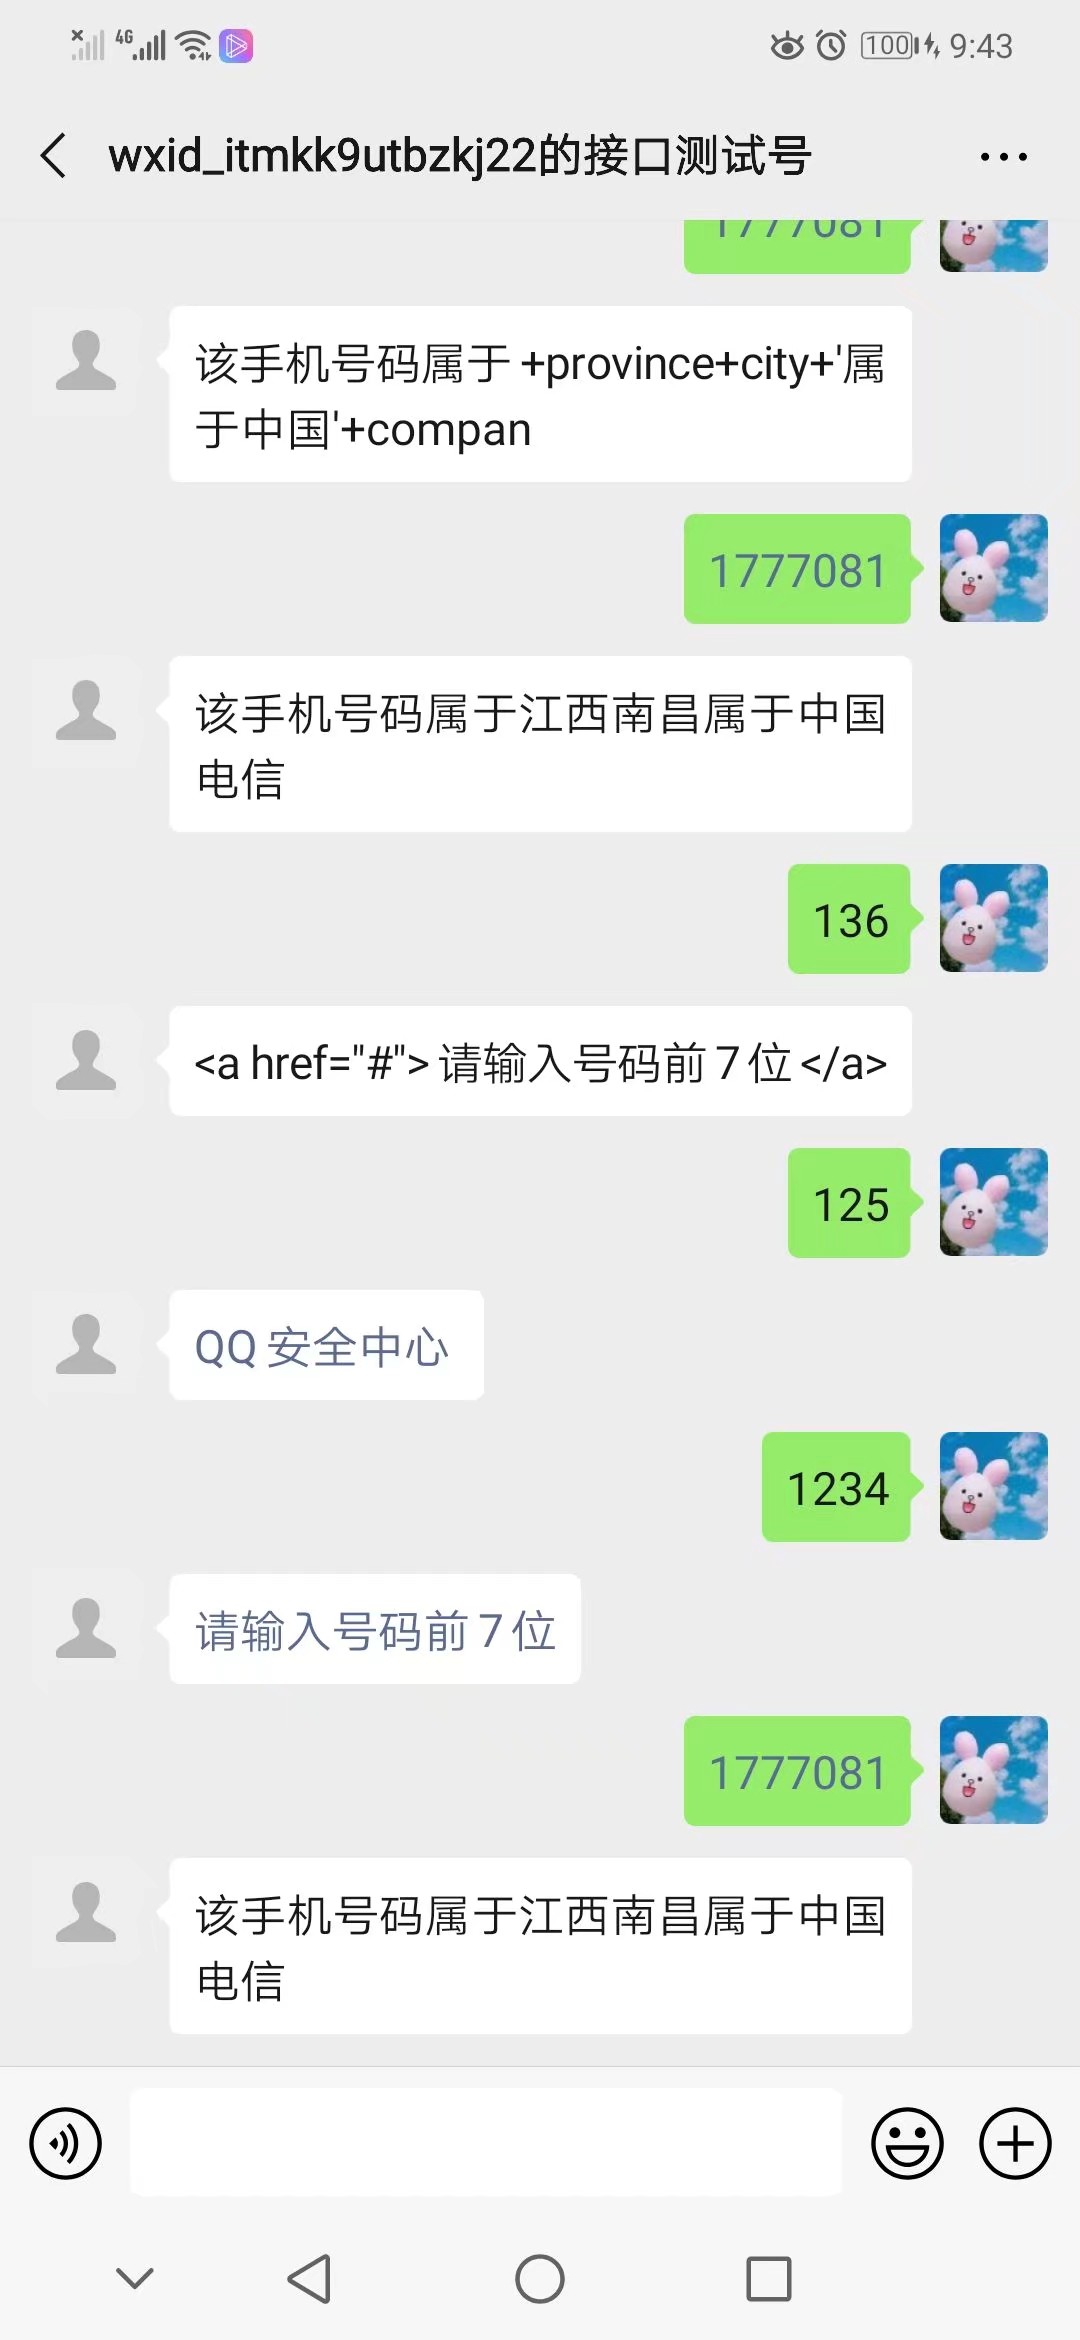 4G
100
9:43
wxid_itmkk9utbzkj22的接口测试号
1777081
该手机号码属于 +province+city+'属
于中国'+compan
1777081
该手机号码属于江西南昌属于中国
电信
136
<a href="#"> 请输入号码前 7 位 </a>
125
QQ 安全中心
1234
请输入号码前 7 位
1777081
该手机号码属于江西南昌属于中国
电信